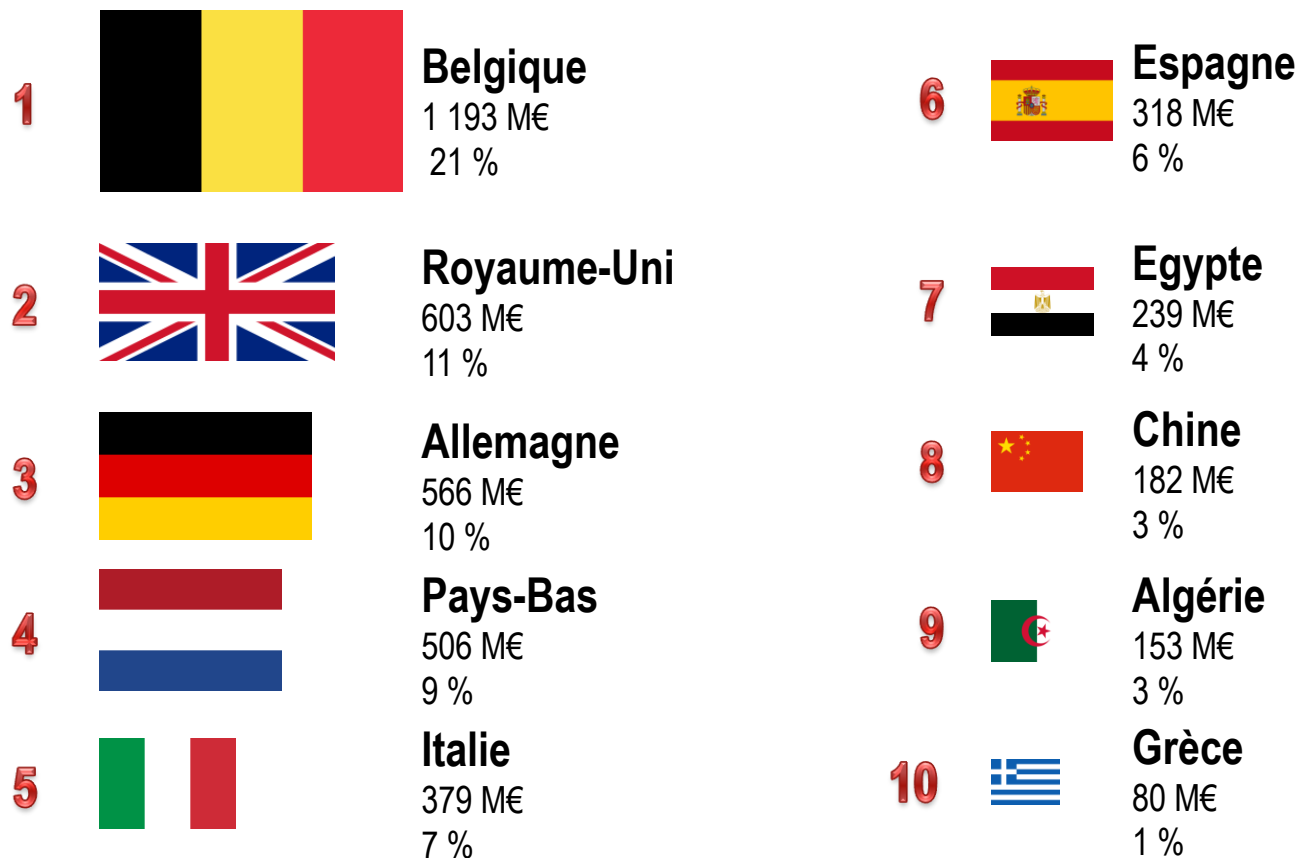 1
Belgique
1 193 M€
21 %
2
Royaume-Uni
603 M€
11 %
3
Allemagne
566 M€
10 %
4
Pays-Bas
506 M€
9 %
5
Italie
379 M€
7 %
6
Espagne
318 M€
6 %
7
Egypte
239 M€
4 %
8
Chine
182 M€
3 %
9
Algérie
153 M€
3 %
10
Grèce
80 M€
1 %